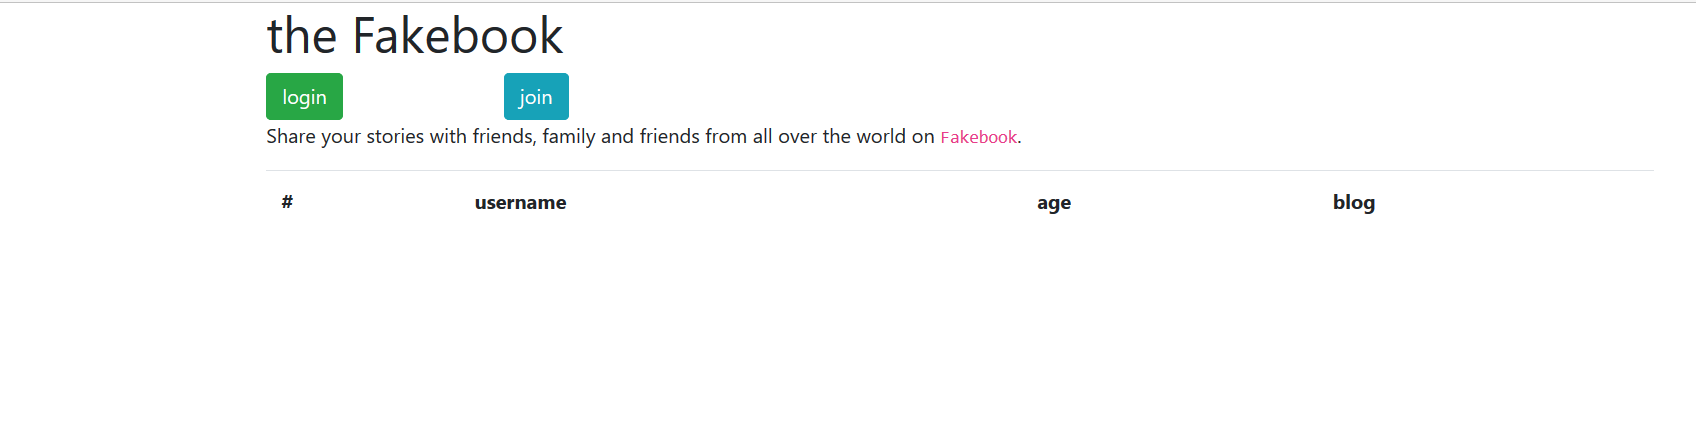 the Fakebook
login join
Share your stories with friends, family and friends from all over the world on Fakebook.
# username age blog